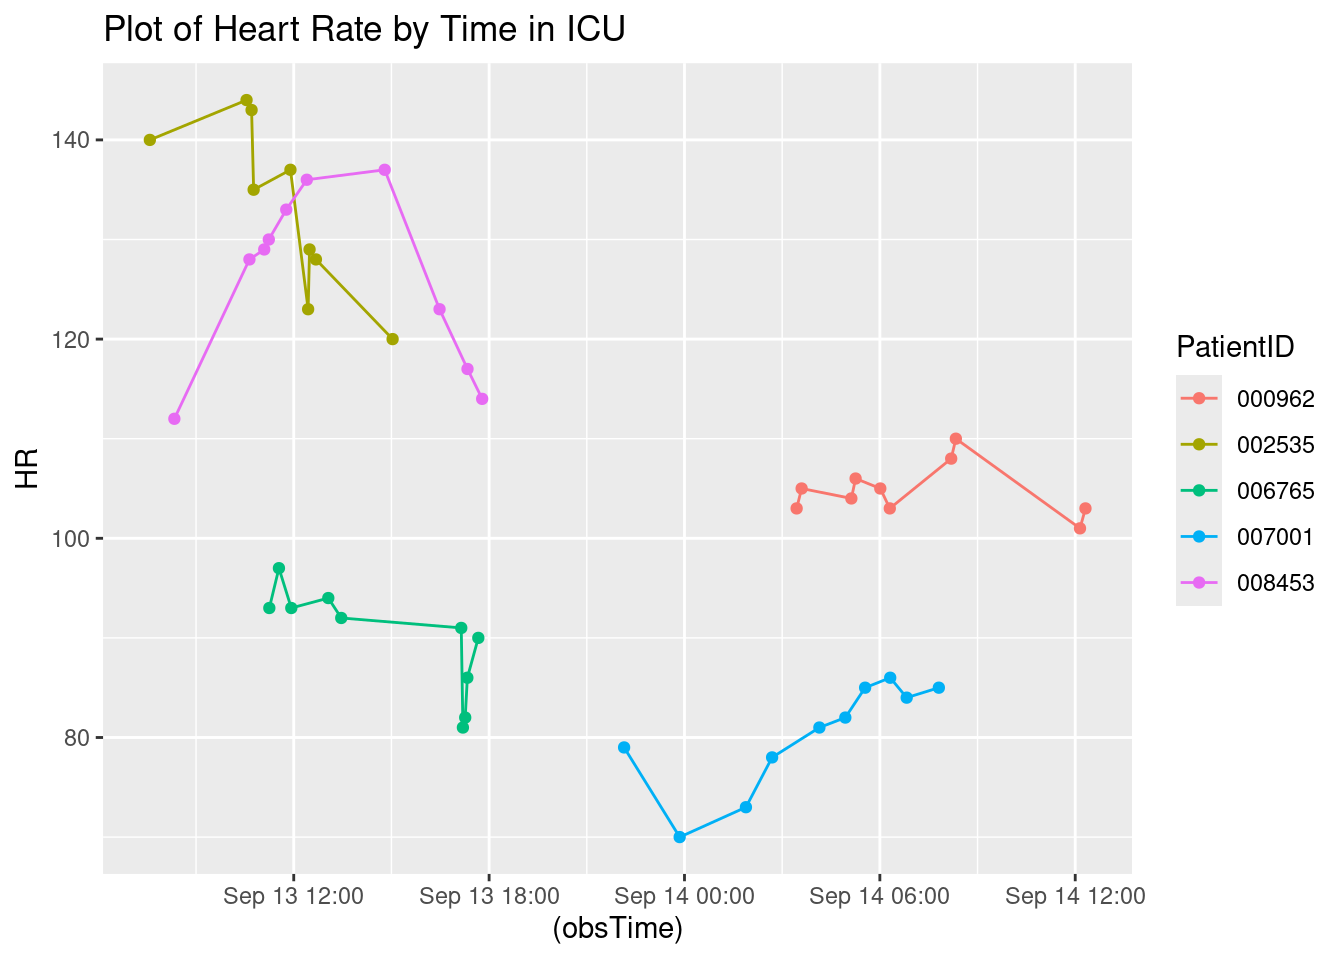 Plot of Heart Rate by Time in ICU
HR
140
120
100
80
Sep 13 12:00
Sep 13 18:00
Sep 14 00:00
Sep 14 06:00
Sep 14 12:00
(obsTime)
PatientID
000962
002535
006765
007001
008453